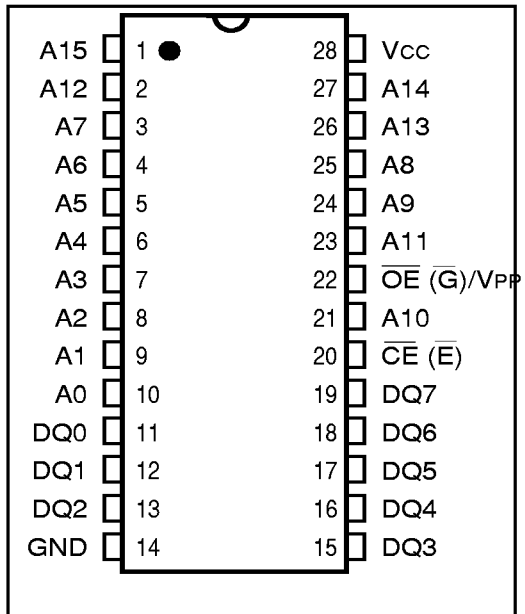 A15 1 28 Vcc
A12 2 27 A14
A7 3 26 A13
A6 4 25 A8
A5 5 24 A9
A4 6 23 A11
A3 7 22 O̅E̅ (G̅)/VPP
A2 8 21 A10
A1 9 20 C̅E̅ (E̅)
A0 10 19 DQ7
DQ0 11 18 DQ6
DQ1 12 17 DQ5
DQ2 13 16 DQ4
GND 14 15 DQ3